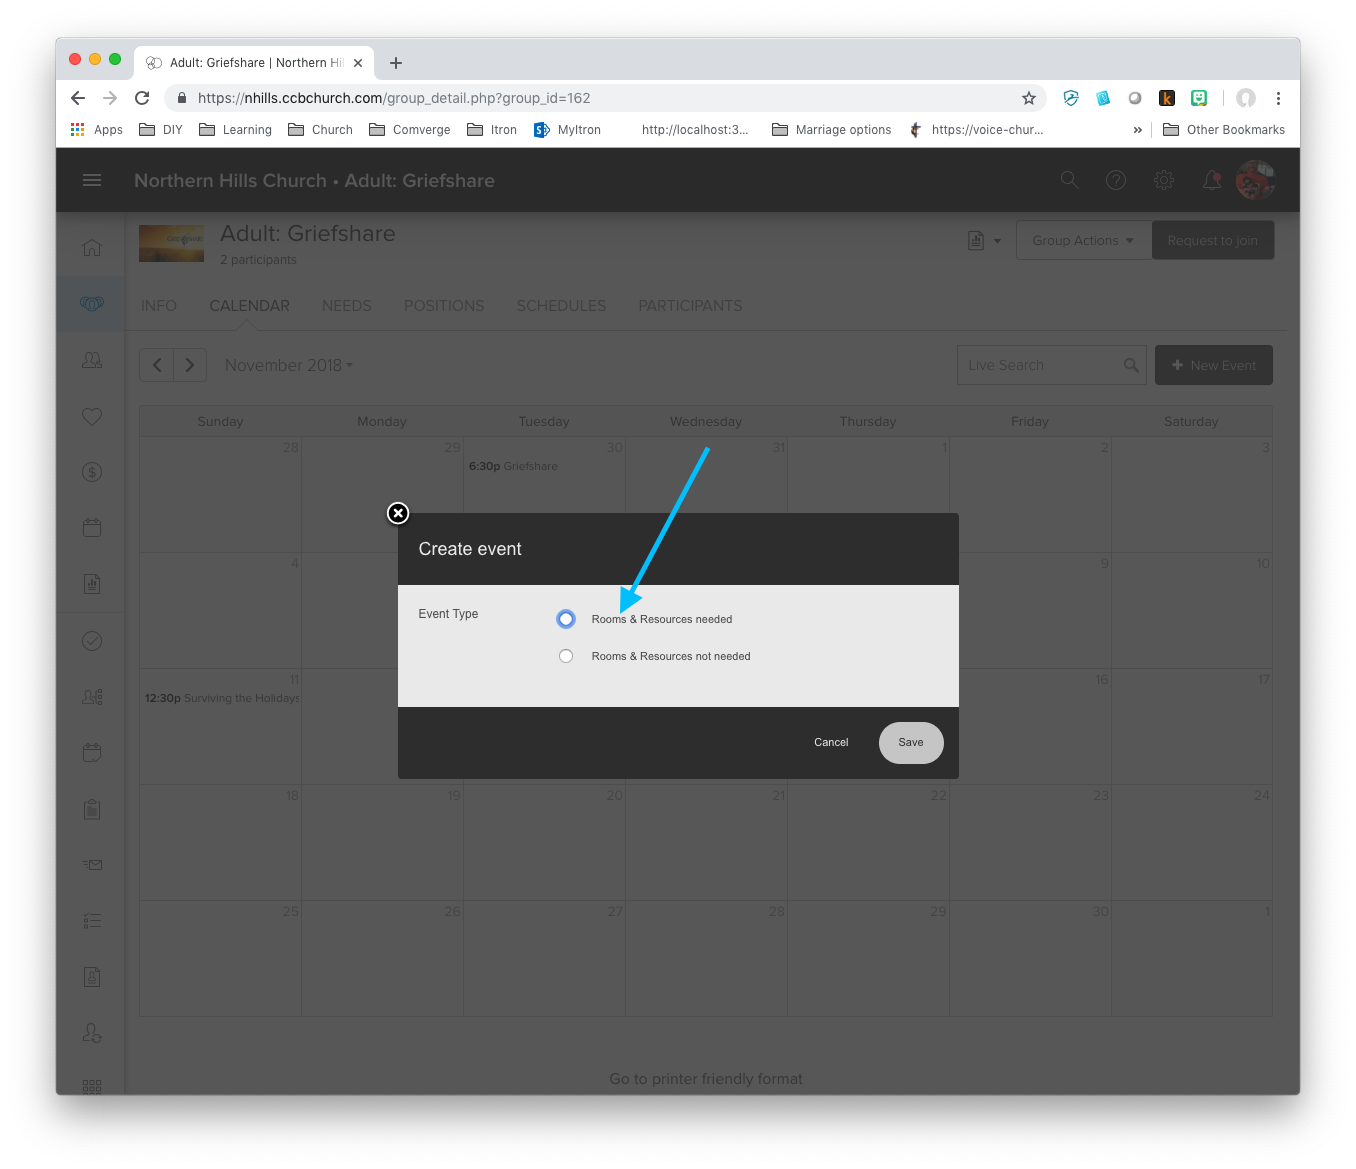 Adult: Griefshare | Northern Hi
https://nhills.ccbchurch.com/group_detail.php?group_id=162
Apps DIY Learning Church Comverge Itron MyItron http://localhost:3... Marriage options https://voice-chur... » Other Bookmarks
Northern Hills Church • Adult: Griefshare
Adult: Griefshare
2 participants
Group Actions
Request to join
INFO CALENDAR NEEDS POSITIONS SCHEDULES PARTICIPANTS
November 2018
Live Search
+ New Event
Sunday Monday Tuesday Wednesday Thursday Friday Saturday
28 29 30 31 1 2 3
6:30p Griefshare
Create event
4 9 10
Event Type
Rooms & Resources needed
Rooms & Resources not needed
11 16 17
12:30p Surviving the Holidays
Cancel
Save
18 19 20 21 22 23 24
25 26 27 28 29 30 1
Go to printer friendly format